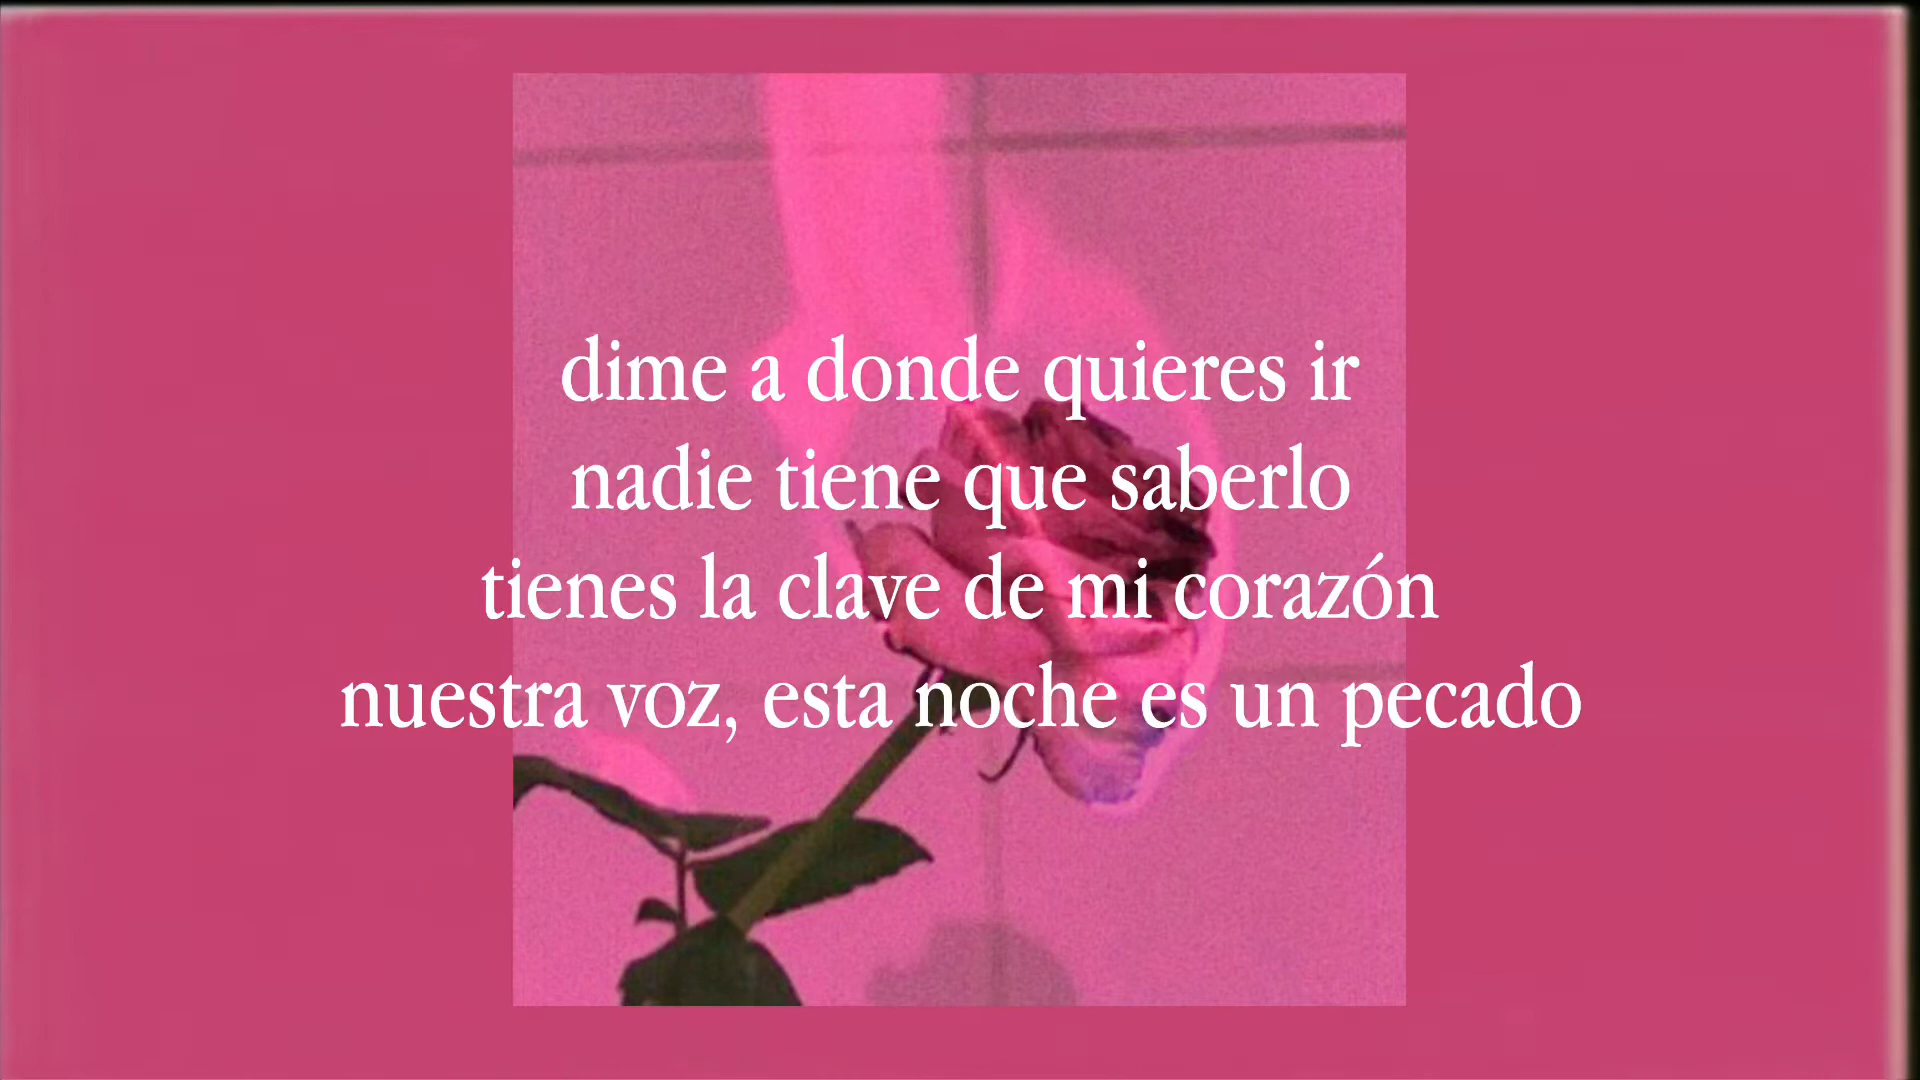 dime a donde quieres ir
nadie tiene que saberlo
tienes la clave de mi corazón
nuestra voz, esta noche es un pecado